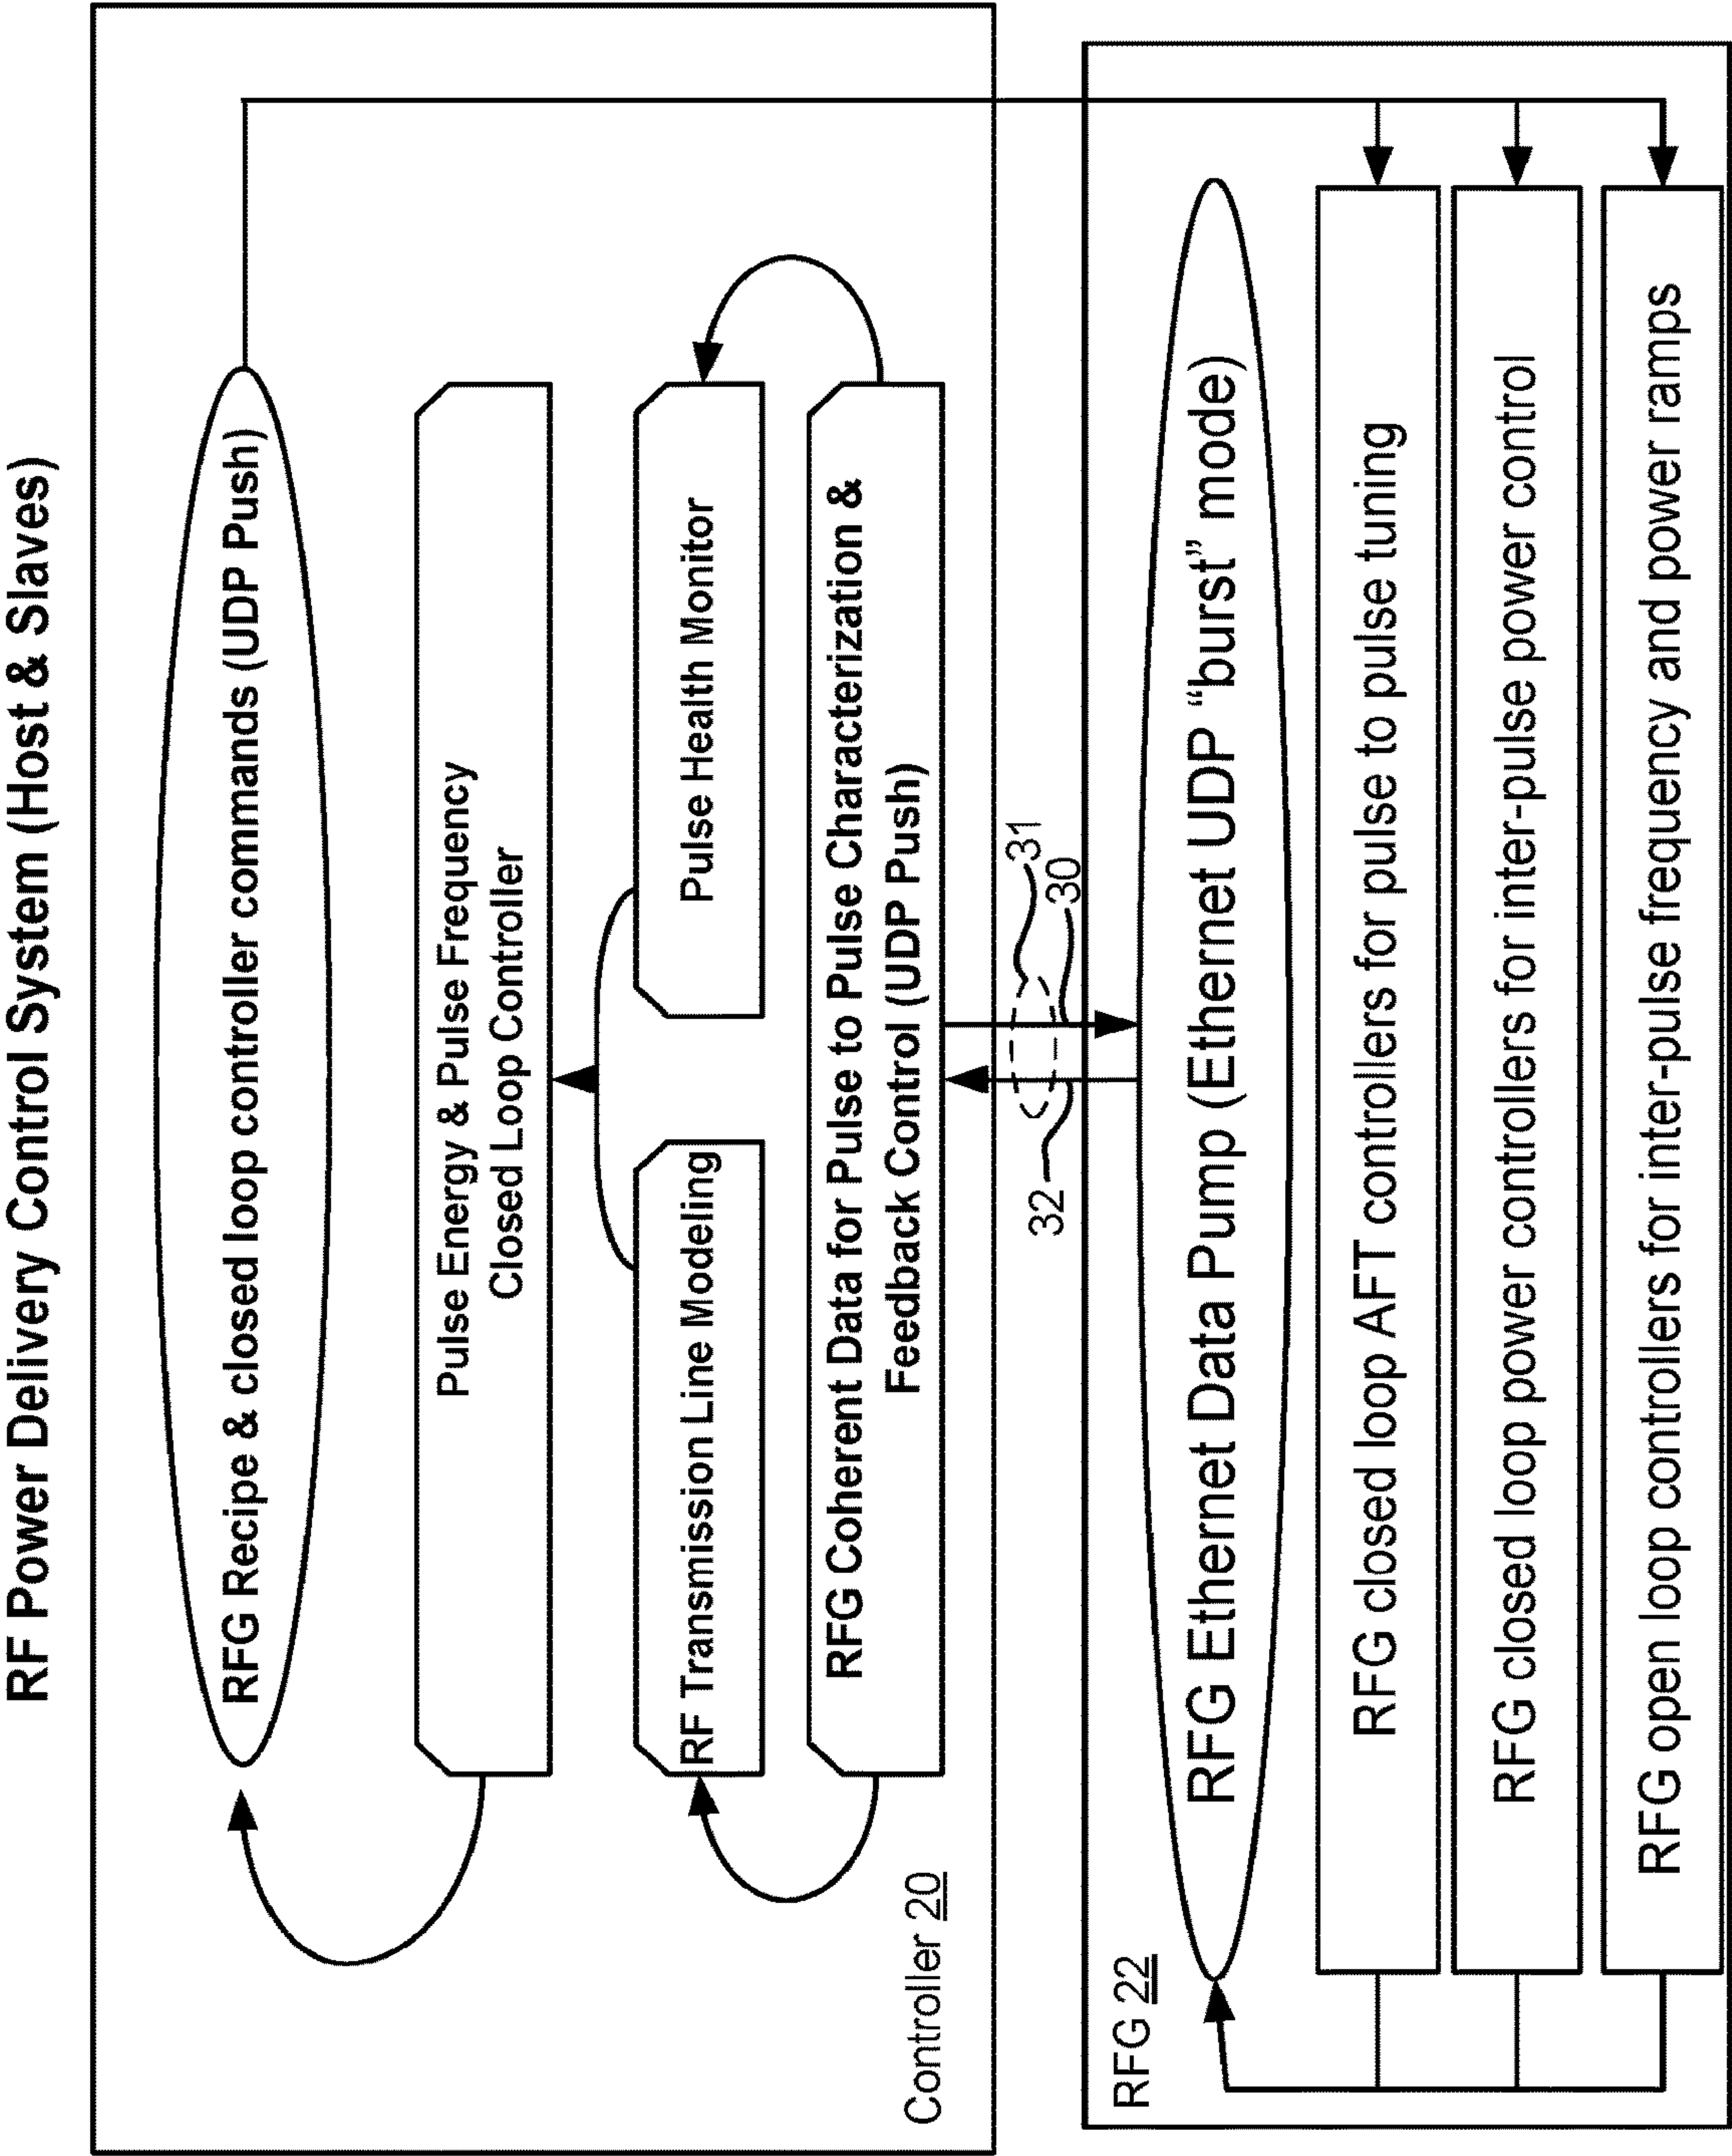 RF Power Delivery Control System (Host & Slaves)
RFG Recipe & closed loop controller commands (UDP Push)
Pulse Energy & Pulse Frequency
Closed Loop Controller
RF Transmission Line Modeling
Pulse Health Monitor
RFG Coherent Data for Pulse to Pulse Characterization &
Feedback Control (UDP Push)
Controller 20
32
31
30
RFG 22
RFG Ethernet Data Pump (Ethernet UDP “burst” mode)
RFG closed loop AFT controllers for pulse to pulse tuning
RFG closed loop power controllers for inter-pulse power control
RFG open loop controllers for inter-pulse frequency and power ramps